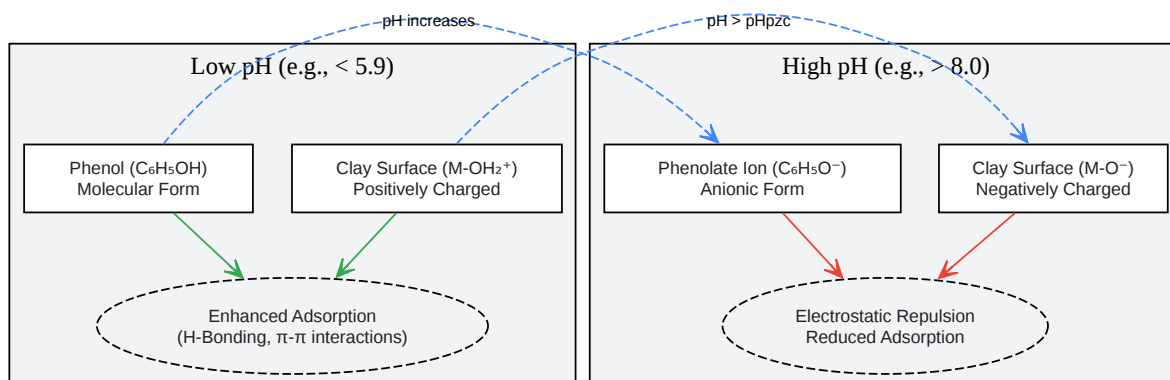 pH increases
pH > pHpzc
Low pH (e.g., < 5.9)
High pH (e.g., > 8.0)
Phenol (C₆H₅OH)
Molecular Form
Clay Surface (M-OH₂⁺)
Positively Charged
Phenolate Ion (C₆H₅O⁻)
Anionic Form
Clay Surface (M-O⁻)
Negatively Charged
Enhanced Adsorption
(H-Bonding, π-π interactions)
Electrostatic Repulsion
Reduced Adsorption